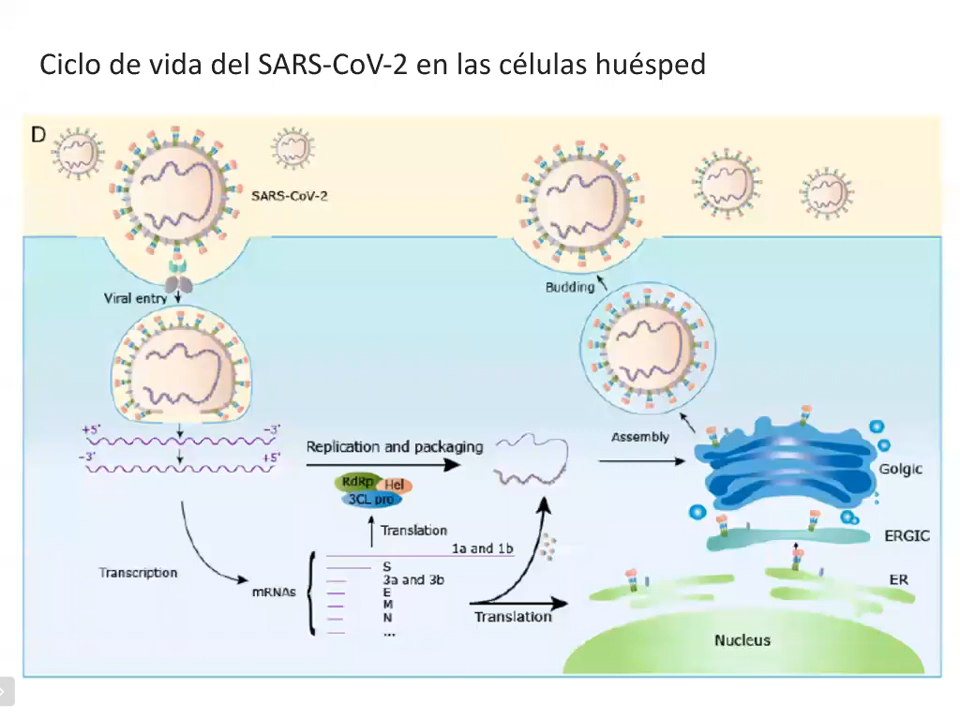 Ciclo de vida del SARS-CoV-2 en las células huésped
D
SARS-CoV-2
Viral entry
Budding
+5'
-3'
-3'
+5'
Replication and packaging
Assembly
RdRp
Hel
3CL pro
Golgic
Translation
1a and 1b
ERGIC
S
3a and 3b
E
M
N
...
Transcription
mRNAs
Translation
ER
Nucleus